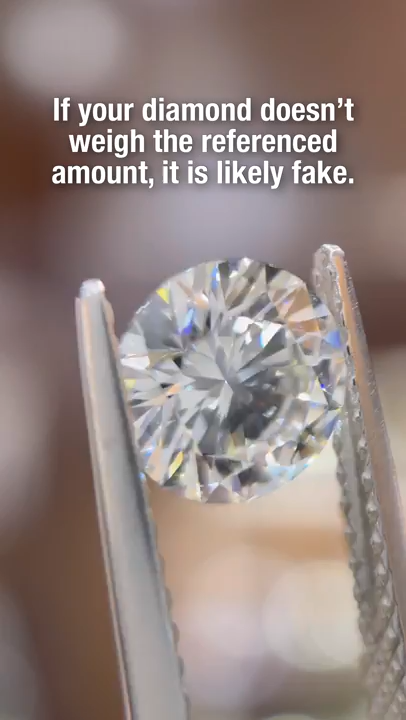 If your diamond doesn’t
weigh the referenced
amount, it is likely fake.